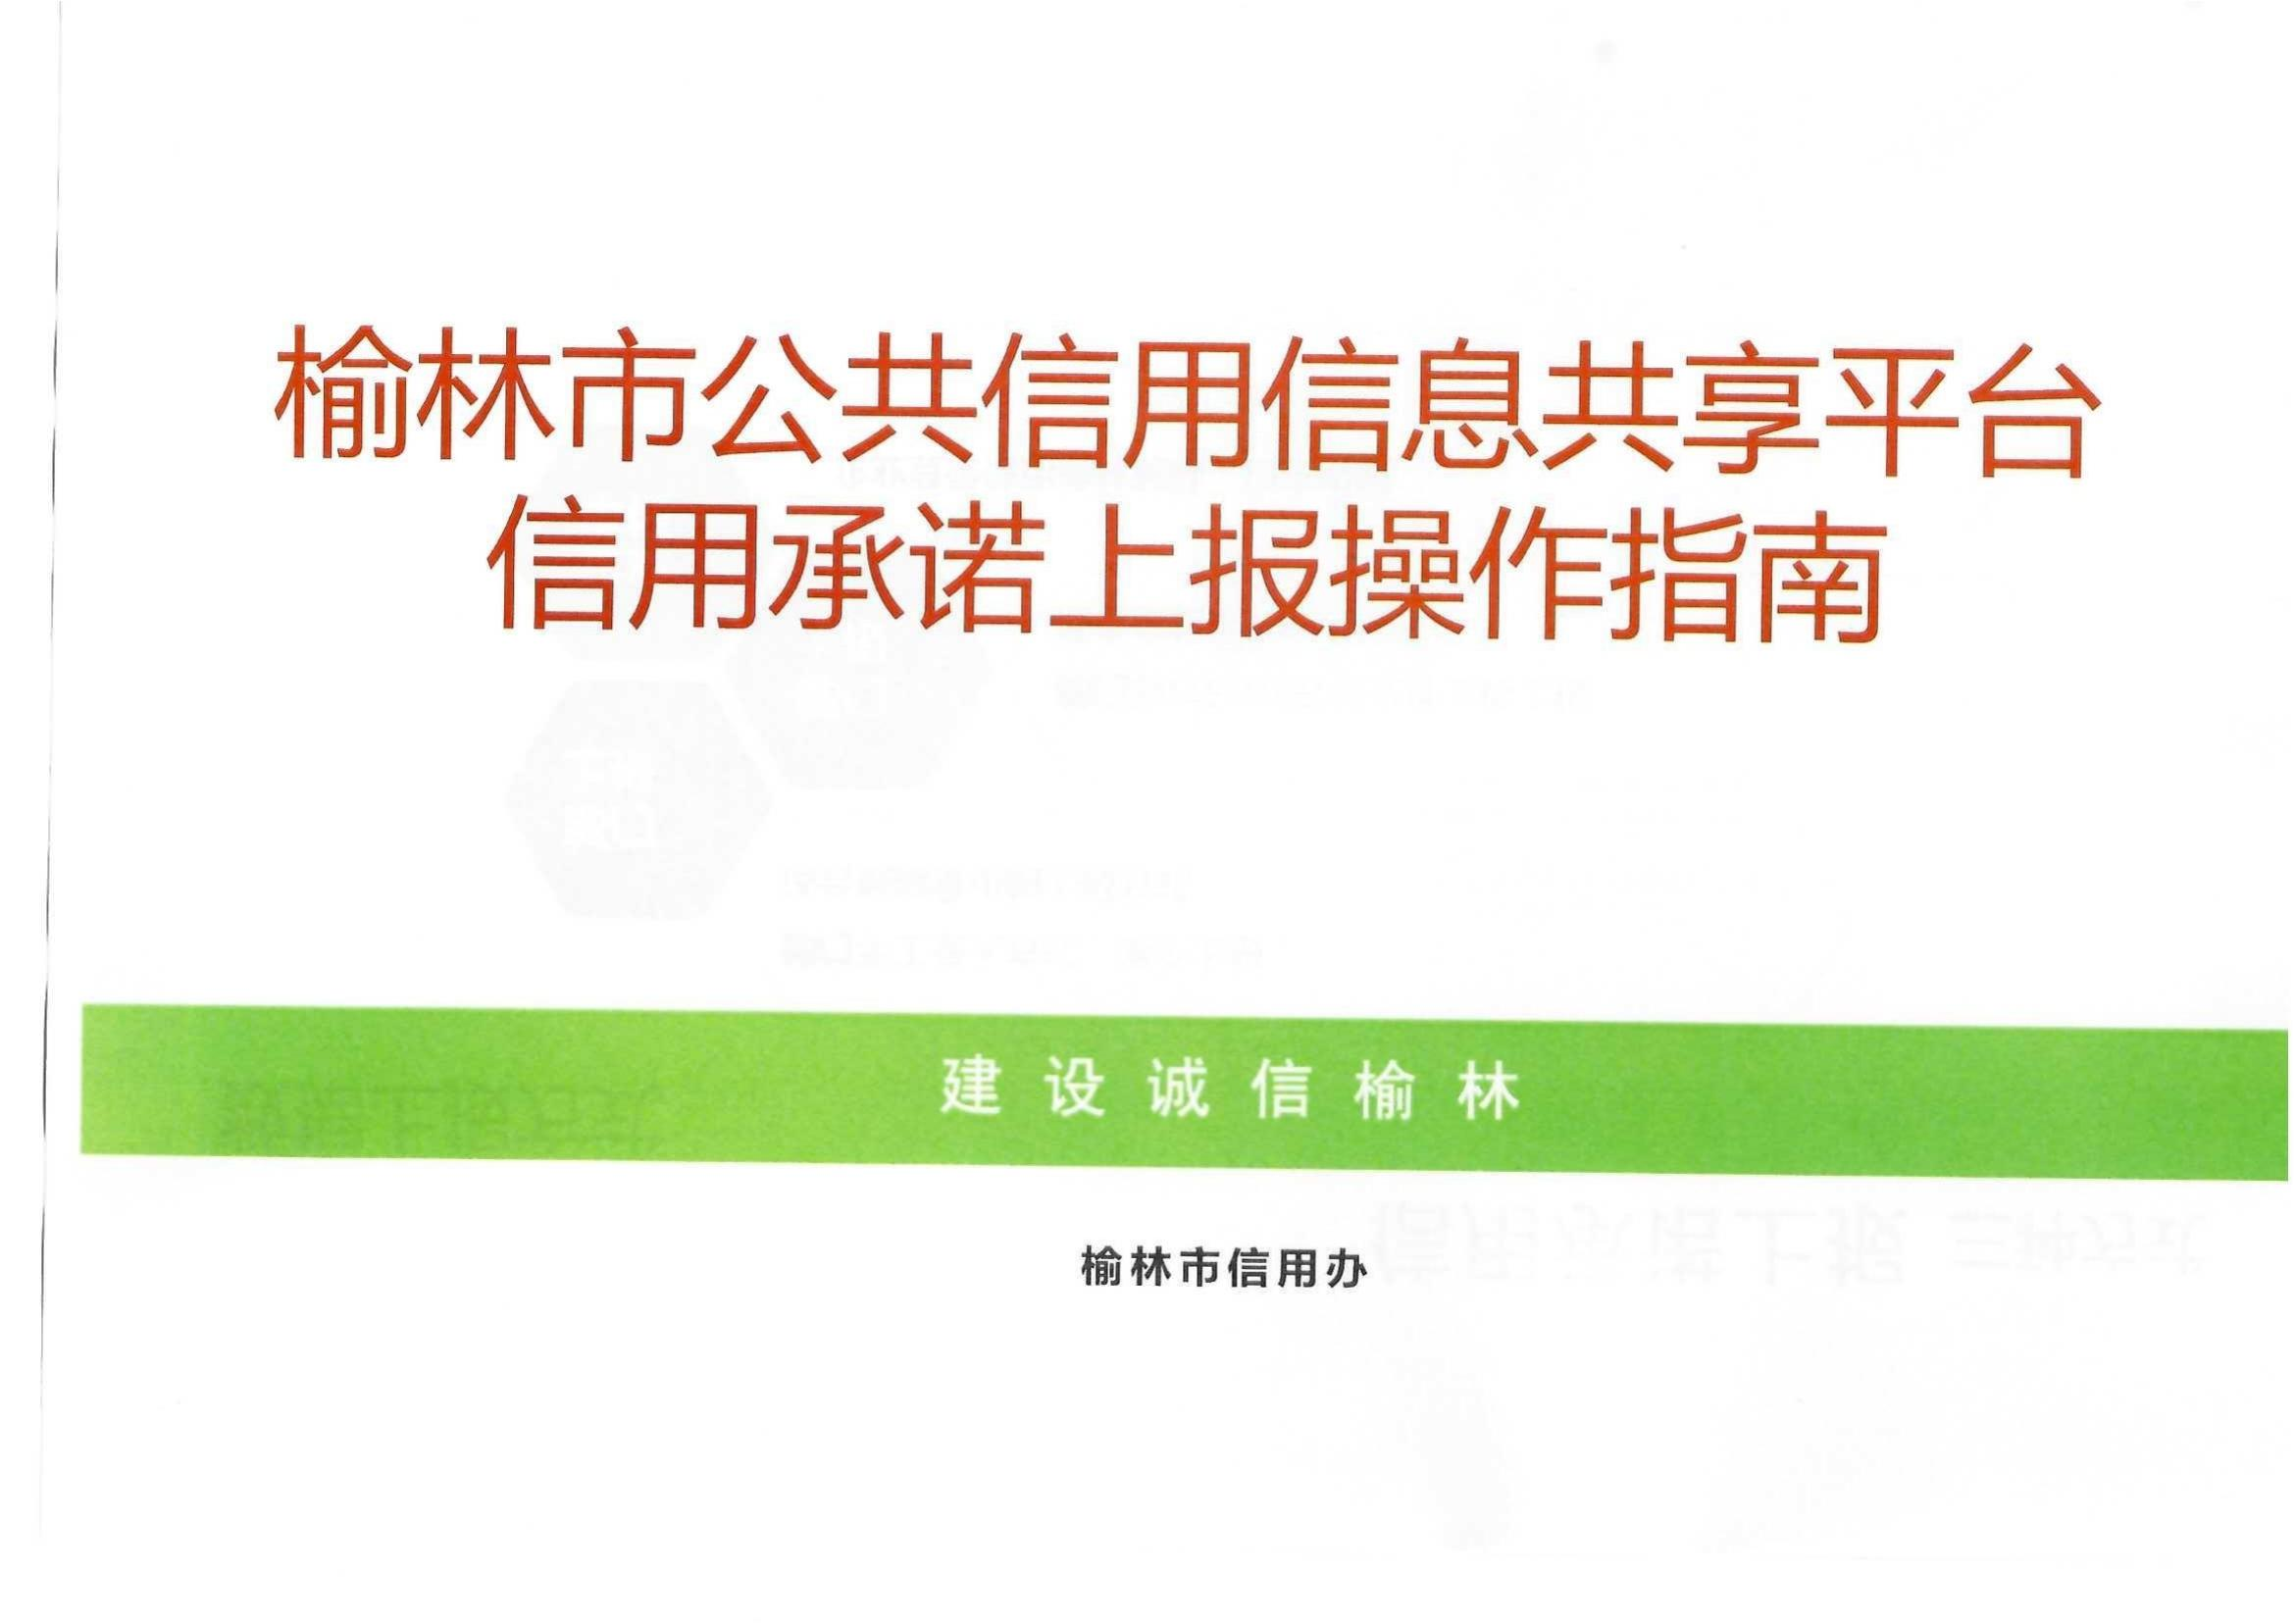 榆林市公共信用信息共享平台
信用承诺上报操作指南
建设诚信榆林
榆林市信用办